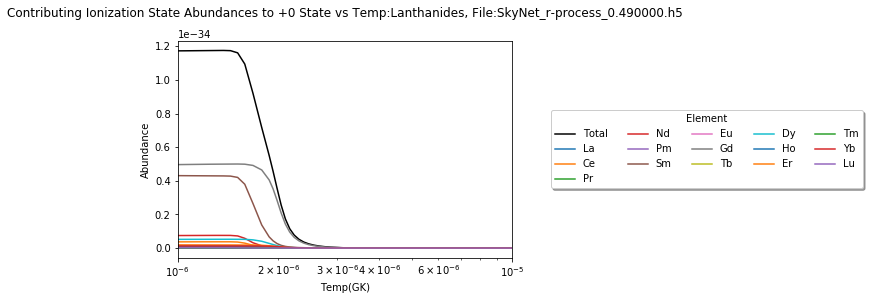 Contributing Ionization State Abundances to +0 State vs Temp:Lanthanides, File:SkyNet_r-process_0.490000.h5
1e−34
1.2
1.0
0.8
0.6
0.4
0.2
0.0
Abundance
10⁻⁶
2 × 10⁻⁶
3 × 10⁻⁶
4 × 10⁻⁶
6 × 10⁻⁶
10⁻⁵
Temp(GK)
Element
Total
La
Ce
Pr
Nd
Pm
Sm
Eu
Gd
Tb
Dy
Ho
Er
Tm
Yb
Lu